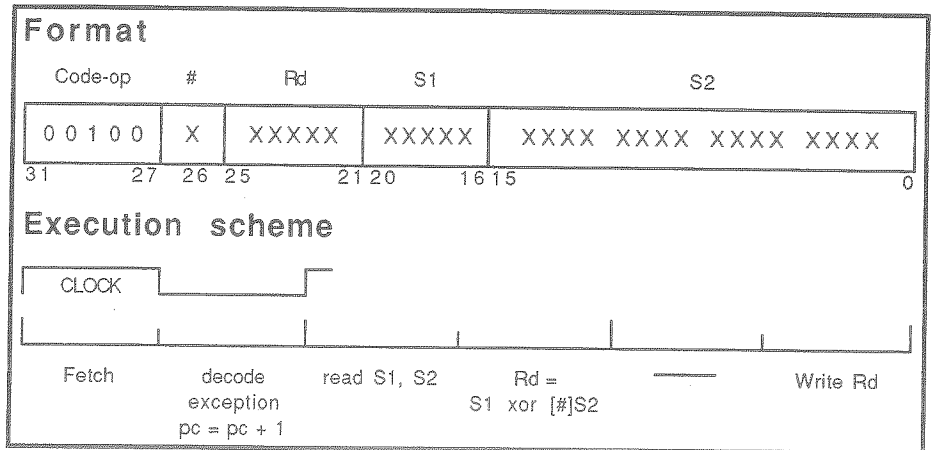 Format
Code-op # Rd S1 S2
0 0 1 0 0 X XXXXX XXXXX XXXX XXXX XXXX XXXX
31 27 26 25 21 20 16 15 0
Execution scheme
CLOCK
Fetch decode read S1, S2 Rd = Write Rd
exception S1 xor [#]S2
pc = pc + 1